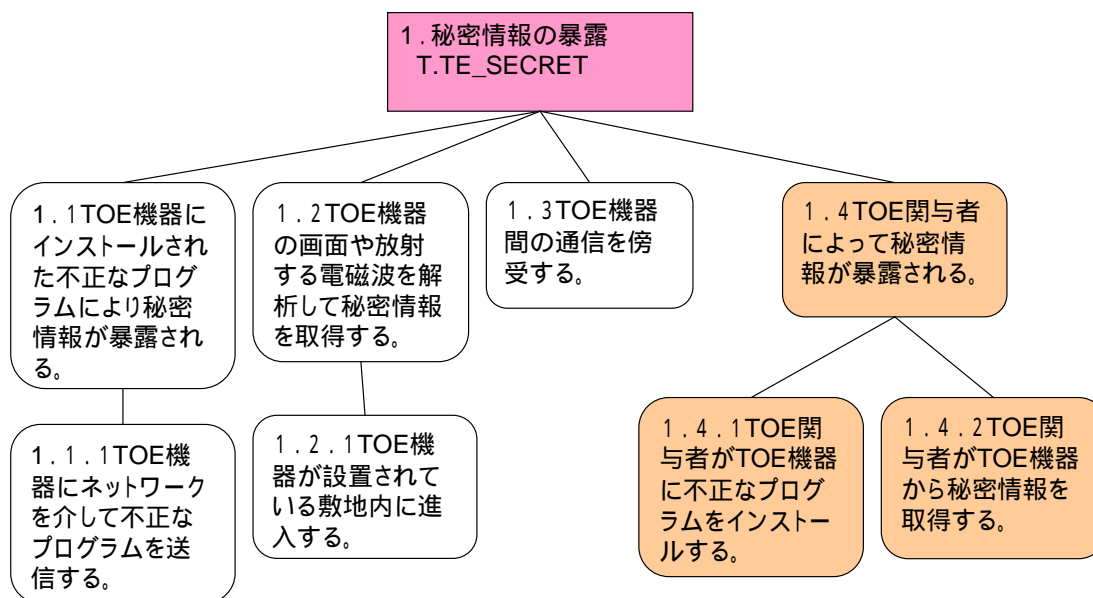 1．秘密情報の暴露
T.TE_SECRET
1．1TOE機器に
インストールされ
た不正なプログ
ラムにより秘密
情報が暴露され
る。
1．2TOE機器
の画面や放射
する電磁波を解
析して秘密情報
を取得する。
1．3TOE機器
間の通信を傍
受する。
1．4TOE関与者
によって秘密情
報が暴露される。
1．1．1TOE機
器にネットワーク
を介して不正な
プログラムを送
信する。
1．2．1TOE機
器が設置されて
いる敷地内に進
入する。
1．4．1TOE関
与者がTOE機器
に不正なプログ
ラムをインストー
ルする。
1．4．2TOE関
与者がTOE機器
から秘密情報を
取得する。